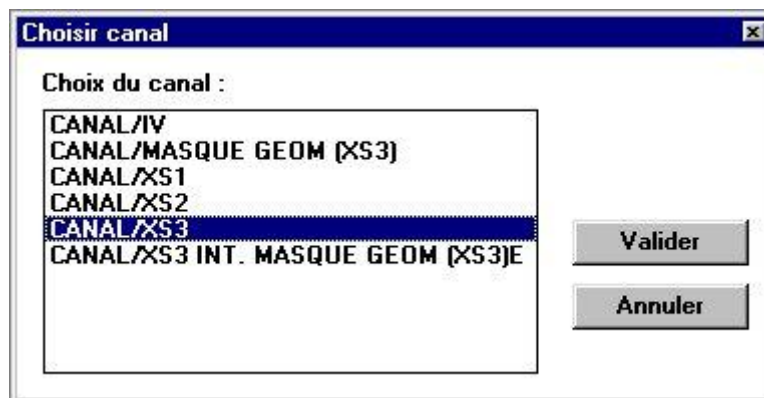 Choisir canal
Choix du canal :
CANAL/IV
CANAL/MASQUE GEOM (XS3)
CANAL/XS1
CANAL/XS2
CANAL/XS3
CANAL/XS3 INT. MASQUE GEOM (XS3)E
Valider
Annuler